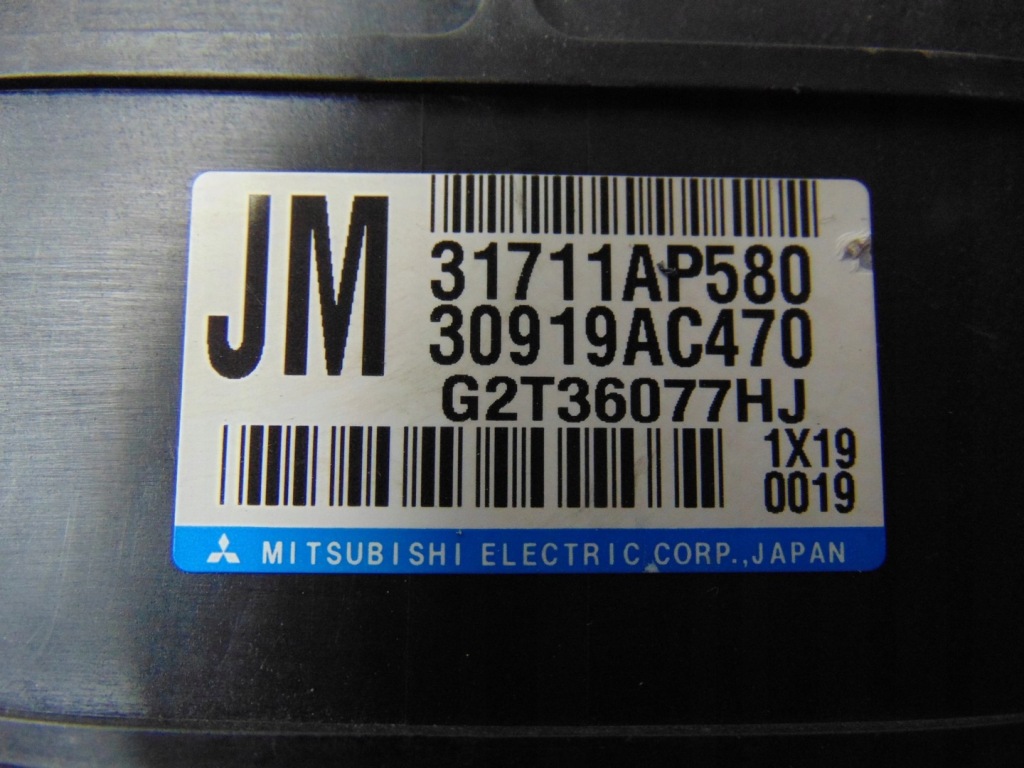 JM
31711AP580
30919AC470
G2T36077HJ
1X19
0019
MITSUBISHI ELECTRIC CORP.,JAPAN